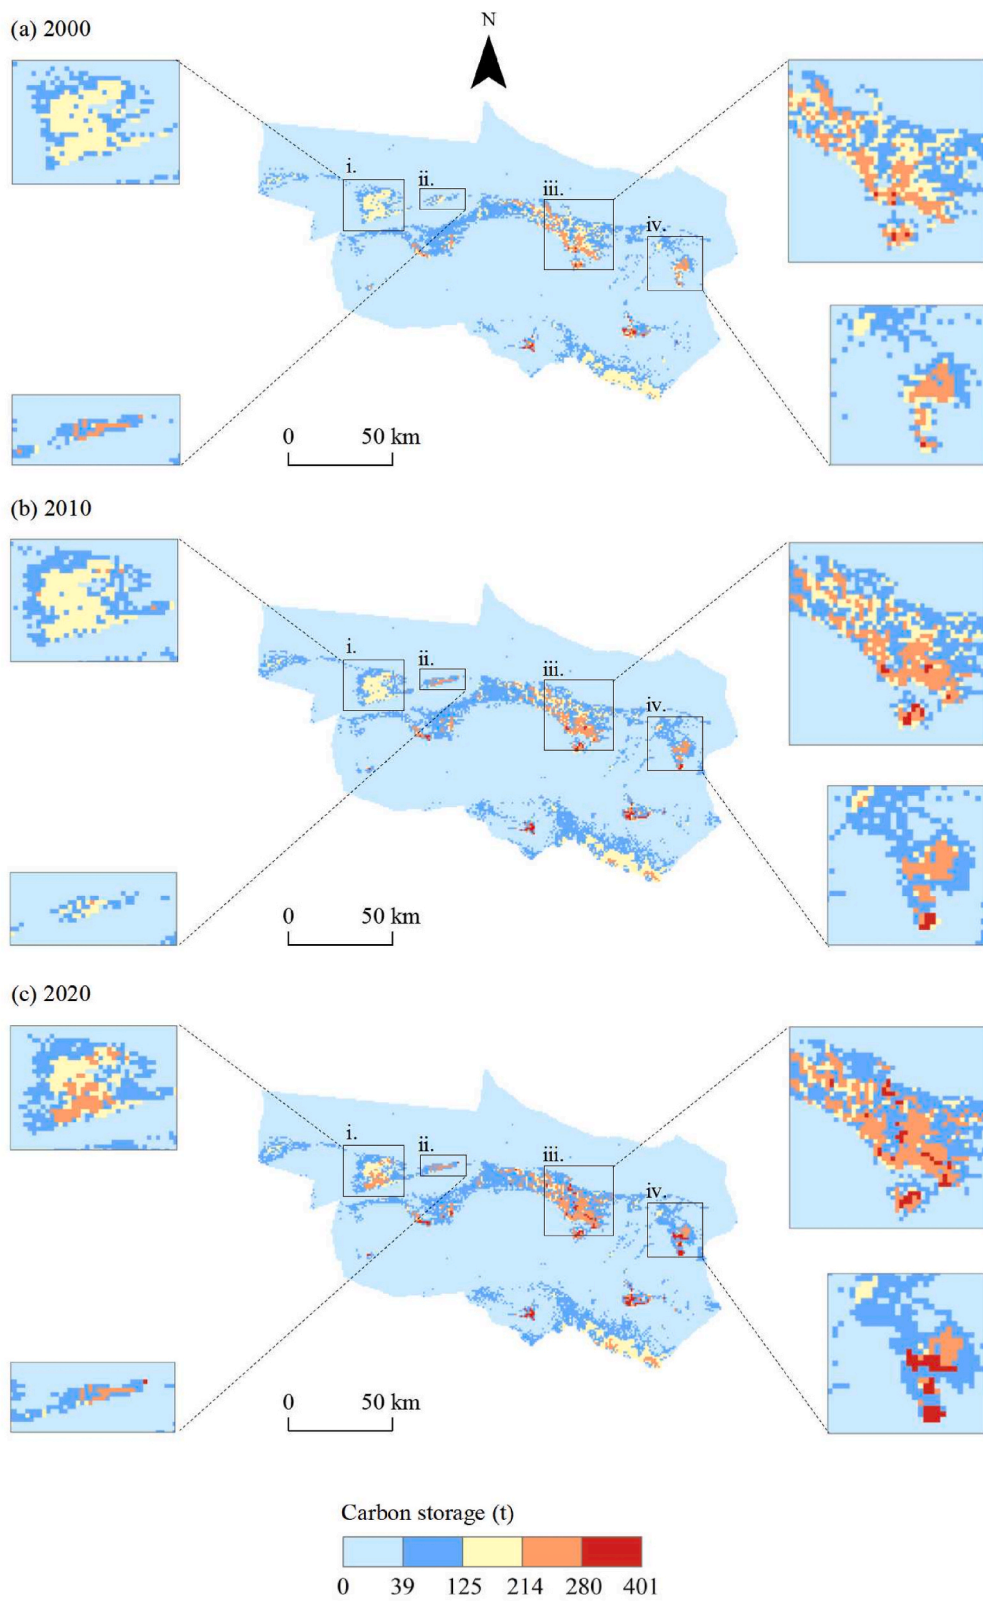 (a) 2000
N
i.
ii.
iii.
iv.
0 50 km
(b) 2010
i.
ii.
iii.
iv.
0 50 km
(c) 2020
i.
ii.
iii.
iv.
0 50 km
Carbon storage (t)
0 39 125 214 280 401